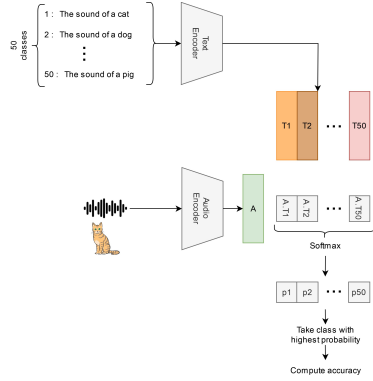 50
classes
1 : The sound of a cat
2 : The sound of a dog
50 : The sound of a pig
Text
Encoder
T1
T2
T50
Audio
Encoder
A
A.T1
A.T2
A.T50
Softmax
p1
p2
p50
Take class with
highest probability
Compute accuracy